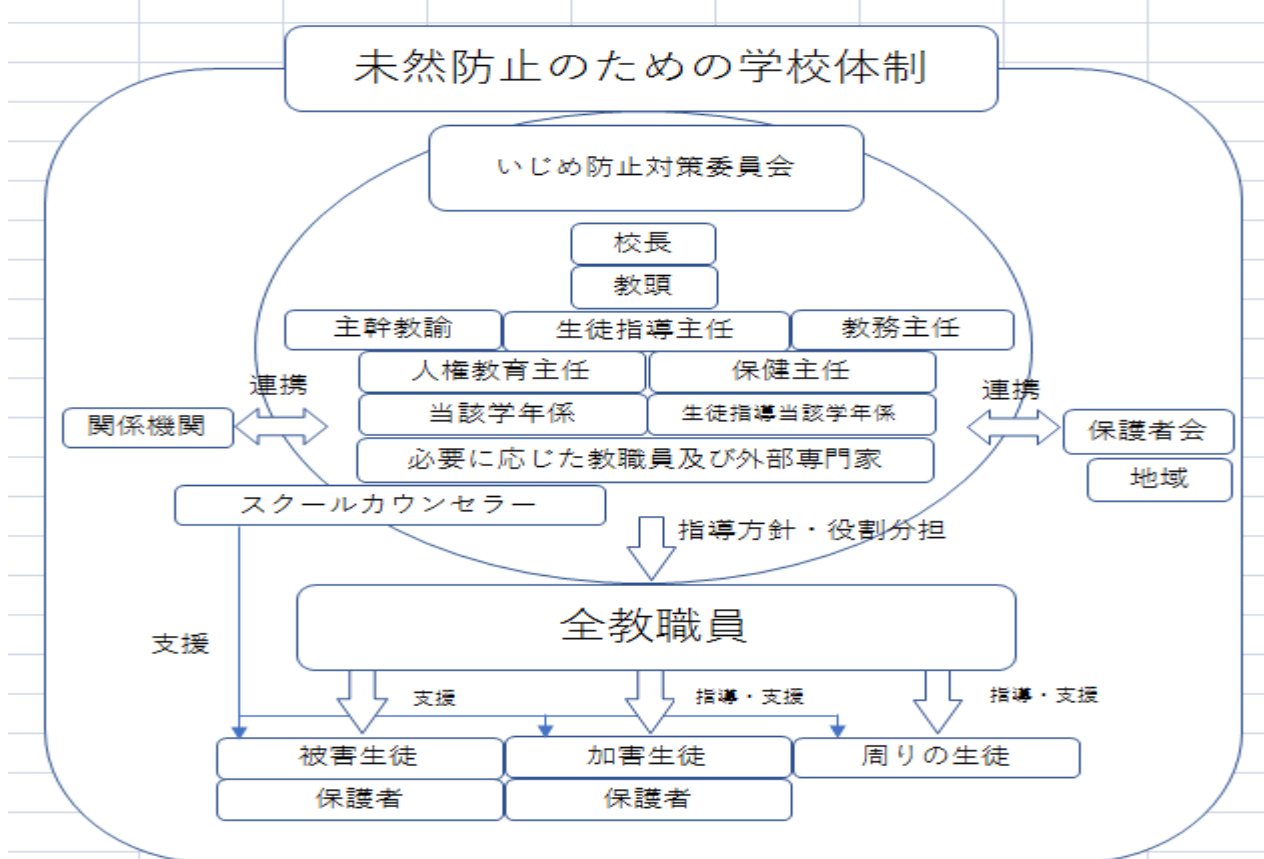 未然防止のための学校体制
いじめ防止対策委員会
校長
教頭
主幹教諭
生徒指導主任
教務主任
人権教育主任
保健主任
連携
連携
関係機関
当該学年係
生徒指導当該学年係
保護者会
必要に応じた教職員及び外部専門家
地域
スクールカウンセラー
指導方針・役割分担
全教職員
支援
支援
指導・支援
指導・支援
被害生徒
加害生徒
周りの生徒
保護者
保護者